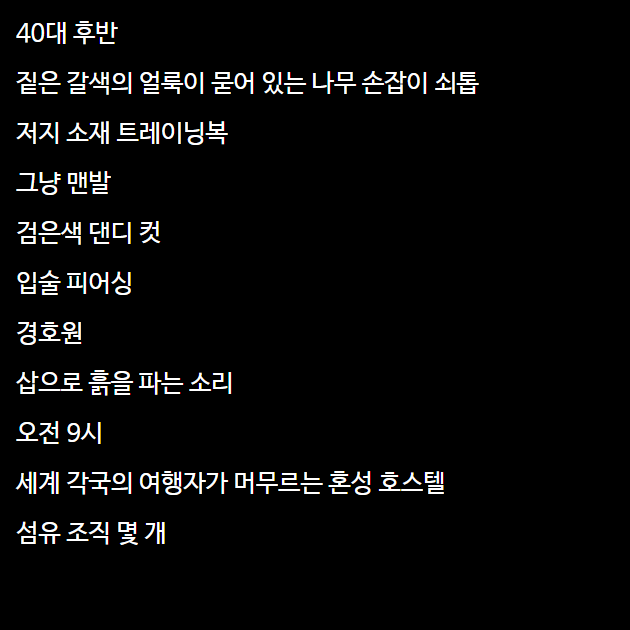 40대 후반
짙은 갈색의 얼룩이 묻어 있는 나무 손잡이 쇠톱
저지 소재 트레이닝복
그냥 맨발
검은색 댄디 컷
입술 피어싱
경호원
삽으로 흙을 파는 소리
오전 9시
세계 각국의 여행자가 머무르는 혼성 호스텔
섬유 조직 몇 개